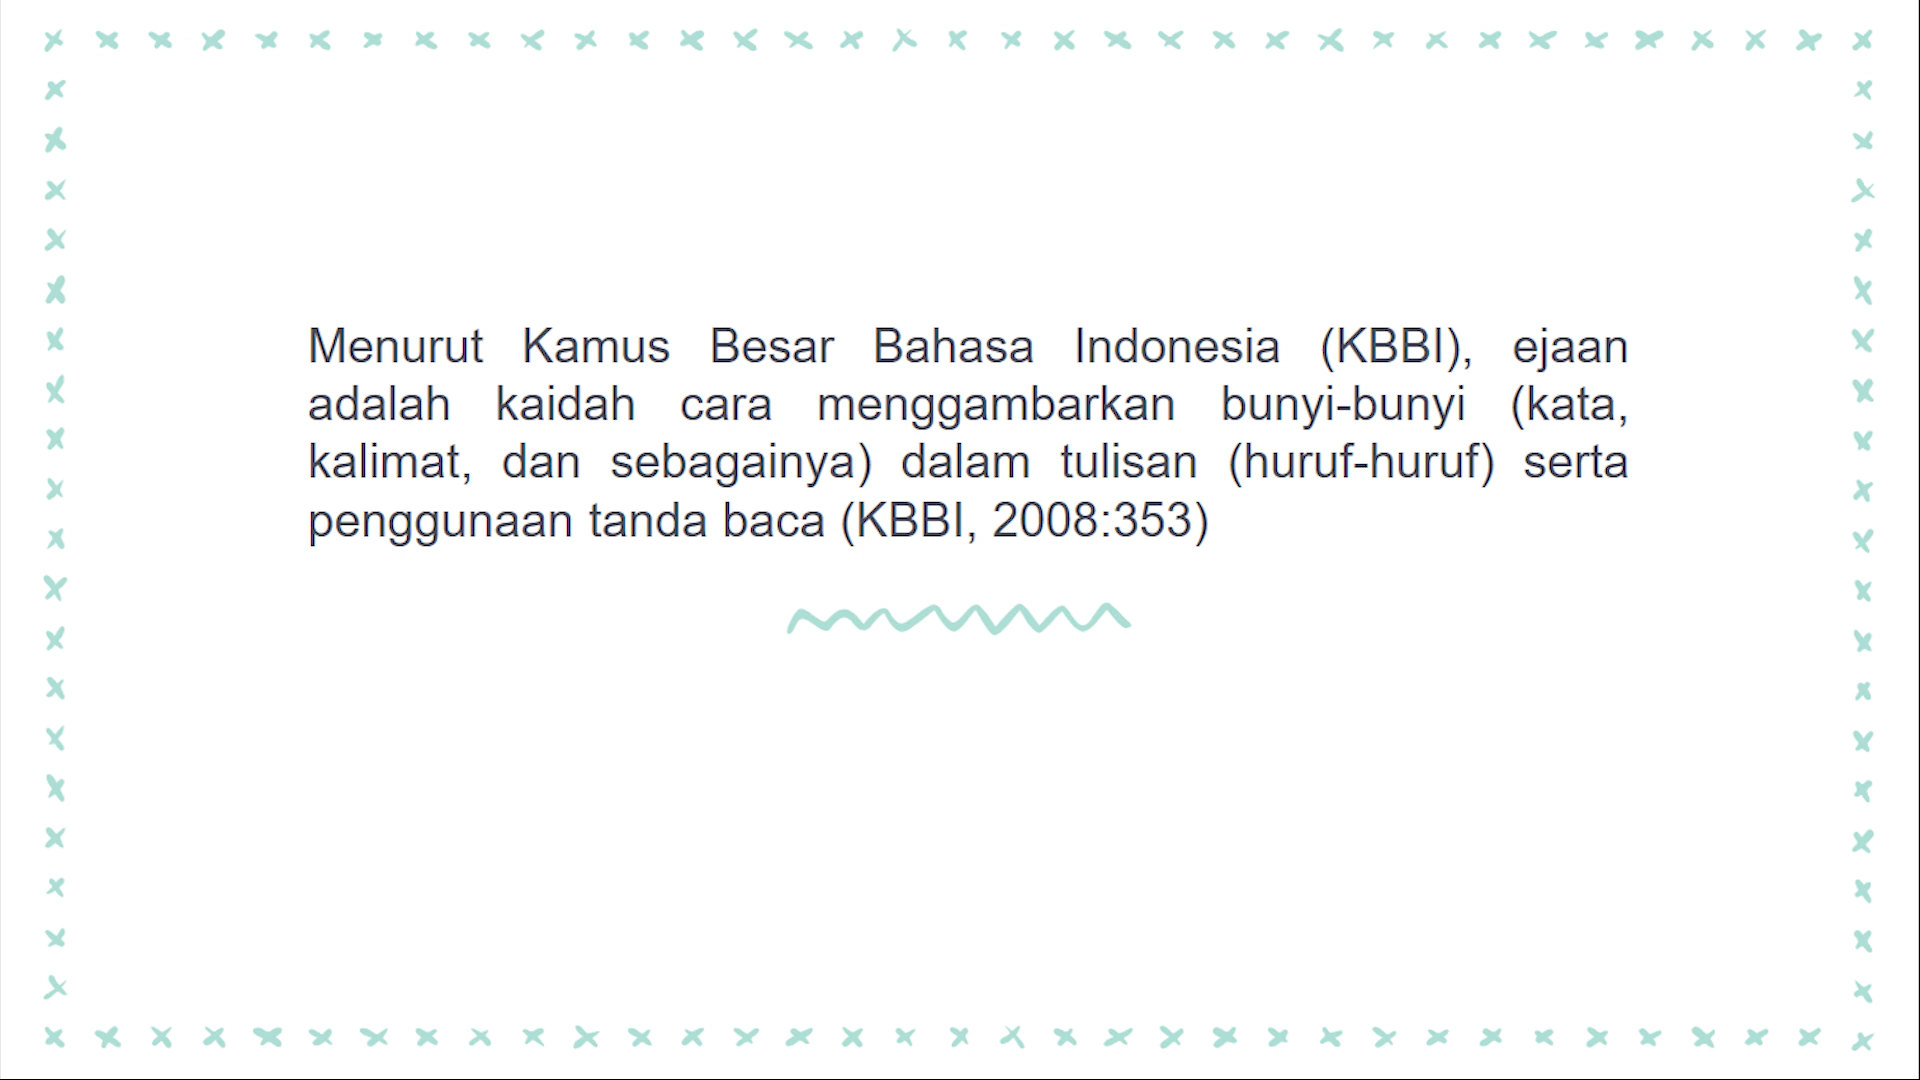 Menurut Kamus Besar Bahasa Indonesia (KBBI), ejaan
adalah kaidah cara menggambarkan bunyi-bunyi (kata,
kalimat, dan sebagainya) dalam tulisan (huruf-huruf) serta
penggunaan tanda baca (KBBI, 2008:353)